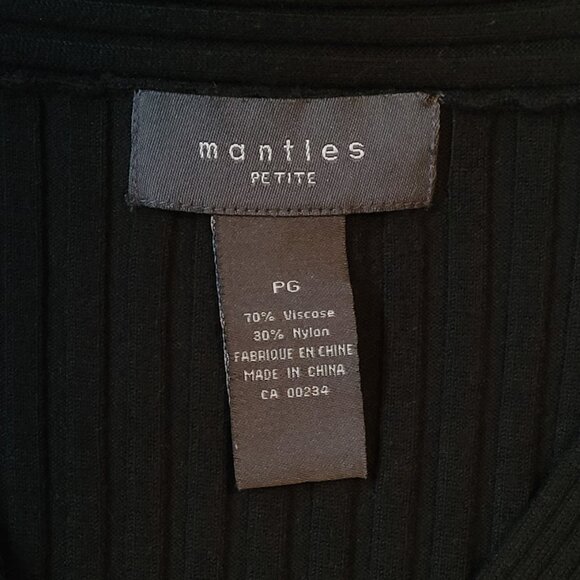 mantles
PETITE
PG
70% Viscose
30% Nylon
FABRIQUE EN CHINE
MADE IN CHINA
CA 00234